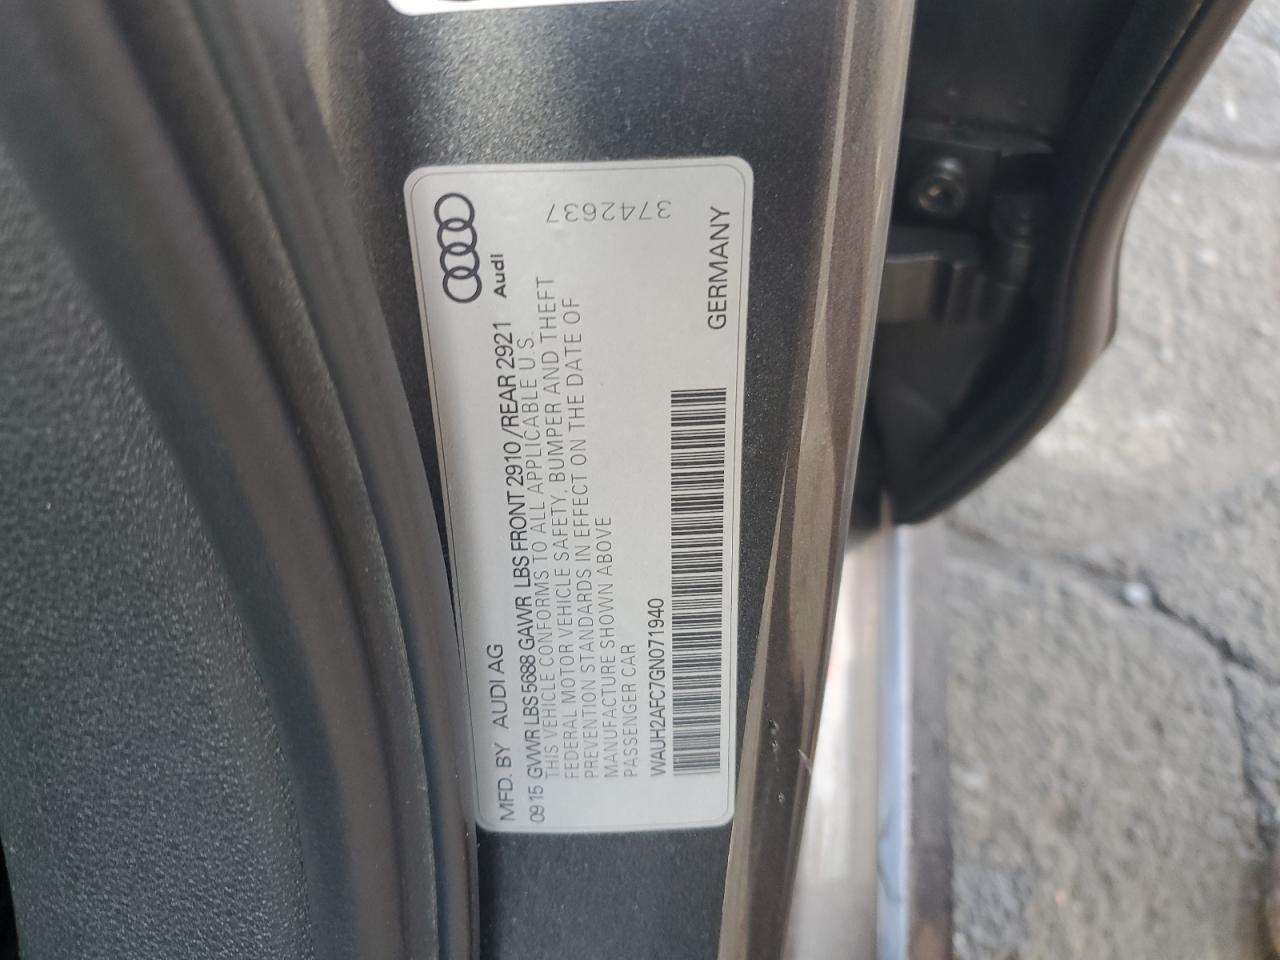 MFD. BY AUDI AG
Audi
09 15 GVWR LBS 5688 GAWR LBS FRONT 2910/REAR 2921
THIS VEHICLE CONFORMS TO ALL APPLICABLE U.S.
FEDERAL MOTOR VEHICLE SAFETY, BUMPER AND THEFT
PREVENTION STANDARDS IN EFFECT ON THE DATE OF
MANUFACTURE SHOWN ABOVE
PASSENGER CAR
WAUH2AFC7GN071940
GERMANY
3742637